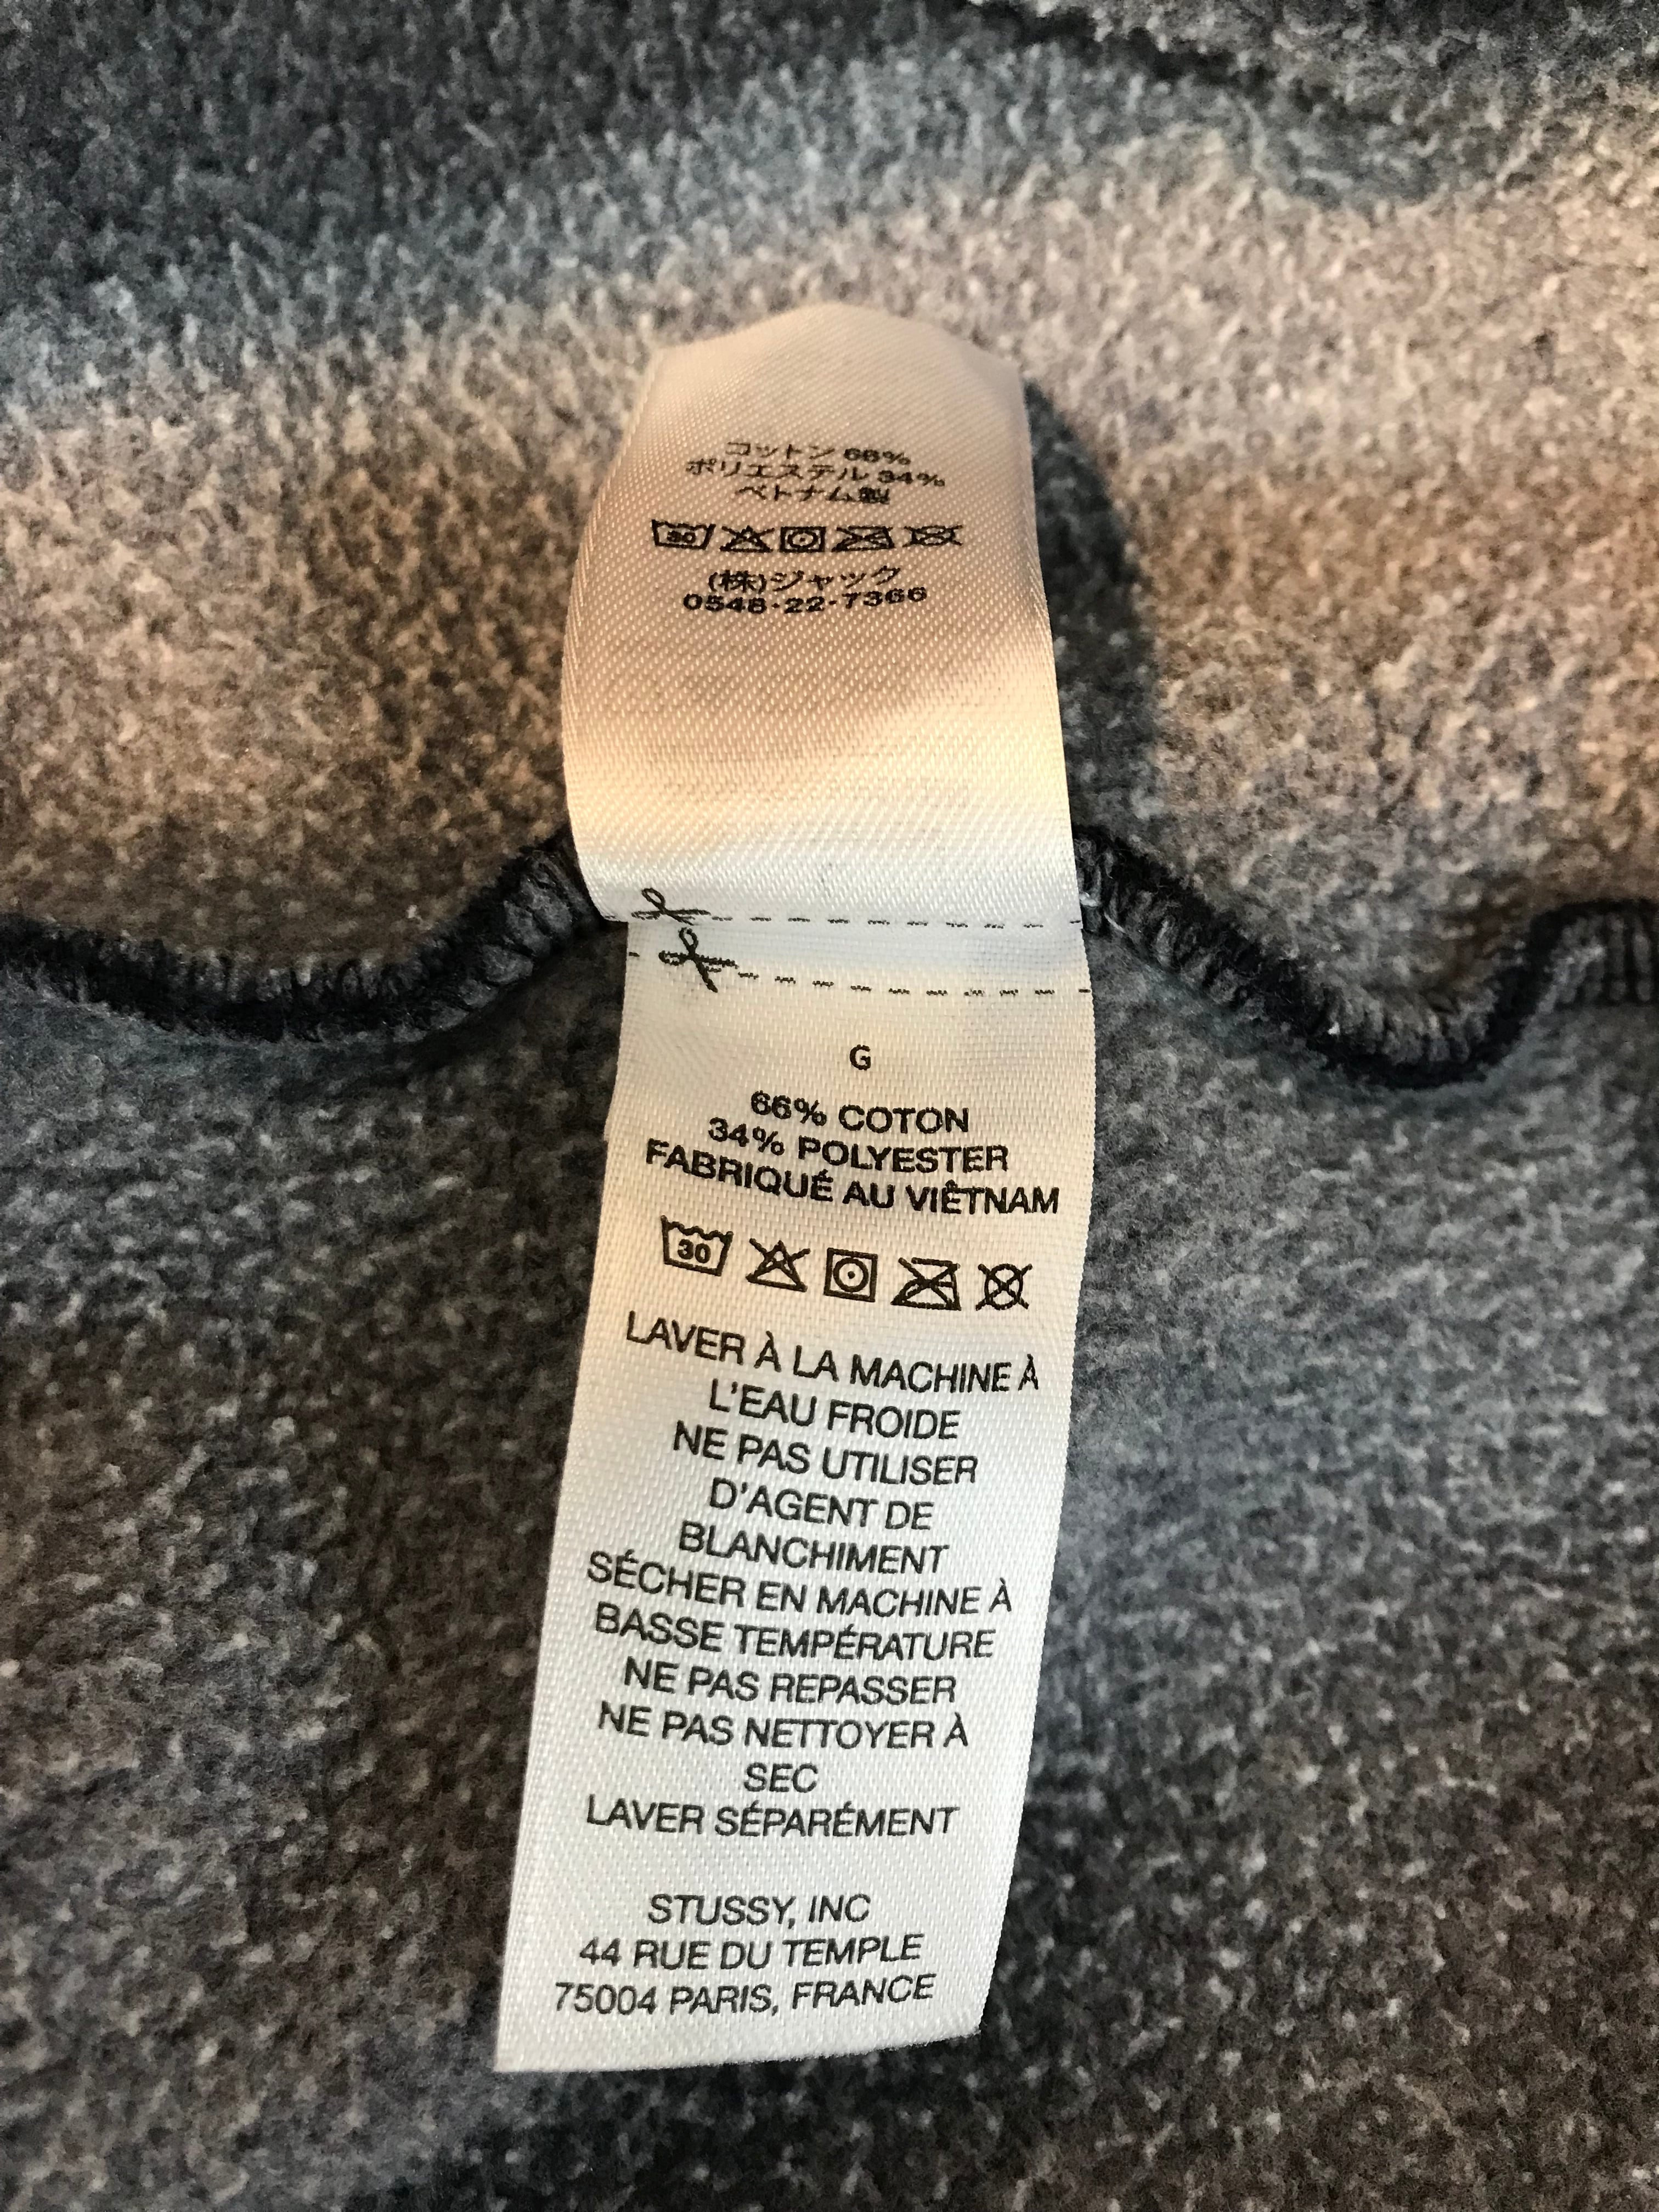 コットン 66%
ポリエステル 34%
ベトナム製
30
(株)ジャック
0548-22-7366
G
66% COTON
34% POLYESTER
FABRIQUÉ AU VIÊTNAM
30
LAVER À LA MACHINE À
L'EAU FROIDE
NE PAS UTILISER
D'AGENT DE
BLANCHIMENT
SÉCHER EN MACHINE À
BASSE TEMPÉRATURE
NE PAS REPASSER
NE PAS NETTOYER À
SEC
LAVER SÉPARÉMENT
STUSSY, INC
44 RUE DU TEMPLE
75004 PARIS, FRANCE